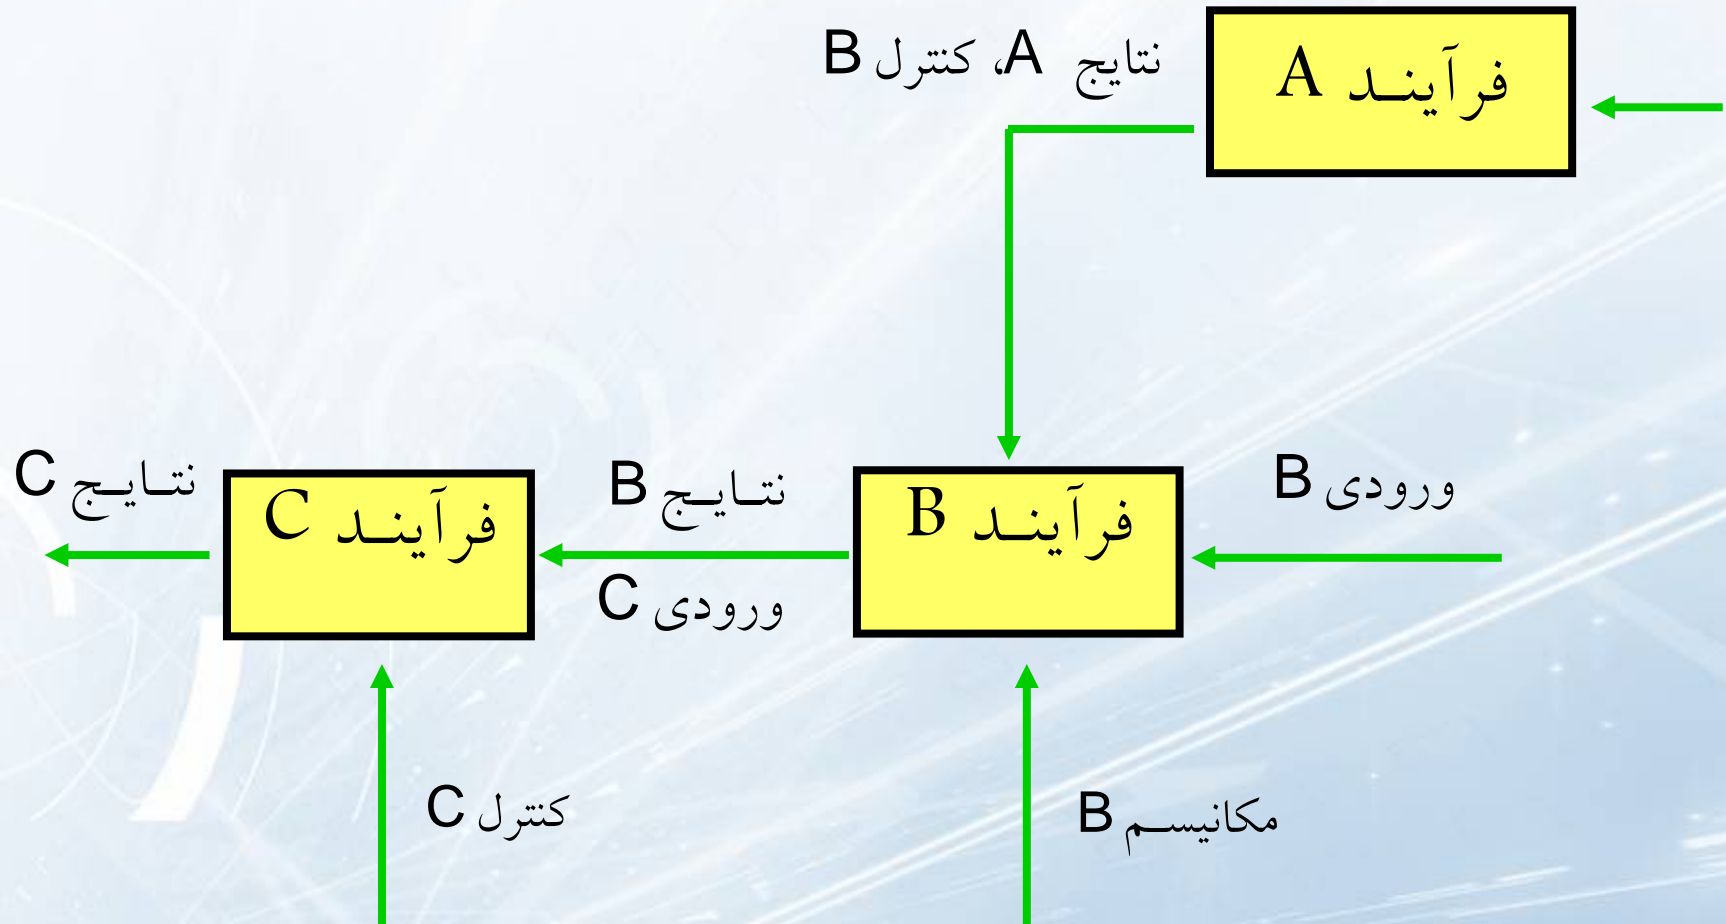 فرآیند A
نتایج A، کنترل B
ورودی B
فرآیند B
نتایج B
ورودی C
فرآیند C
نتایج C
مکانیسم B
کنترل C